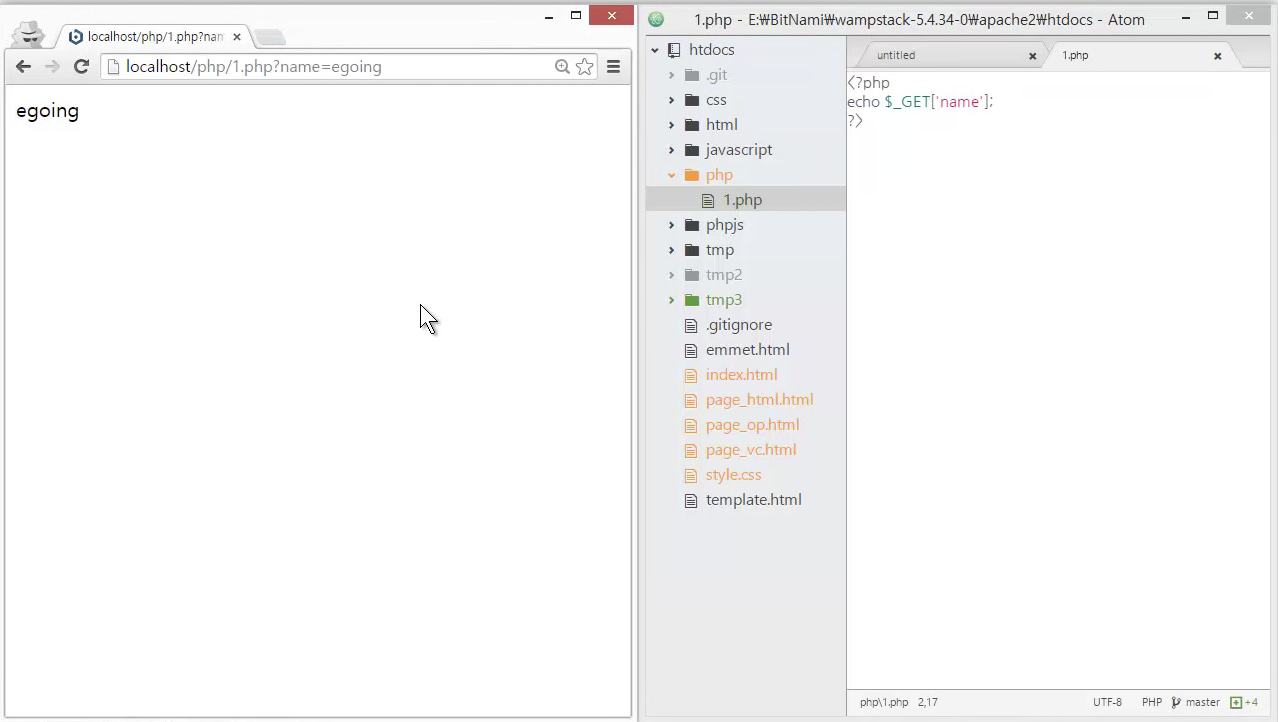 localhost/php/1.php?nam
localhost/php/1.php?name=egoing
egoing
1.php - E:₩BitNami₩wampstack-5.4.34-0₩apache2₩htdocs - Atom
htdocs
.git
css
html
javascript
php
1.php
phpjs
tmp
tmp2
tmp3
.gitignore
emmet.html
index.html
page_html.html
page_op.html
page_vc.html
style.css
template.html
untitled
1.php
<?php
echo $_GET['name'];
?>
php\1.php 2,17
UTF-8 PHP master +4